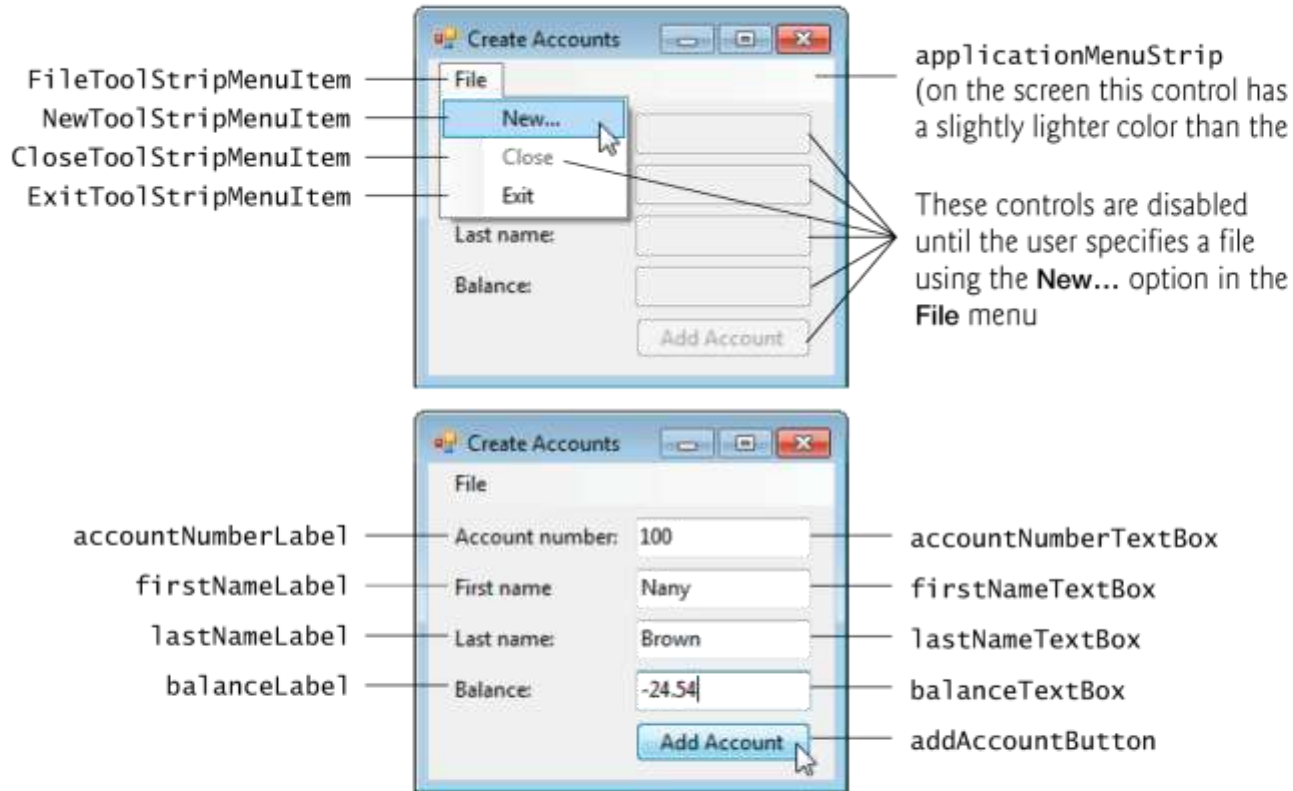 Create Accounts
FileToolStripMenuItem
File
applicationMenuStrip
(on the screen this control has
a slightly lighter color than the
NewToolStripMenuItem
New...
CloseToolStripMenuItem
Close
ExitToolStripMenuItem
Exit
Last name:
Balance:
Add Account
These controls are disabled
until the user specifies a file
using the New... option in the
File menu
Create Accounts
File
accountNumberLabel
Account number:
100
accountNumberTextBox
firstNameLabel
First name
Nany
firstNameTextBox
lastNameLabel
Last name:
Brown
lastNameTextBox
balanceLabel
Balance:
-24.54
balanceTextBox
Add Account
addAccountButton